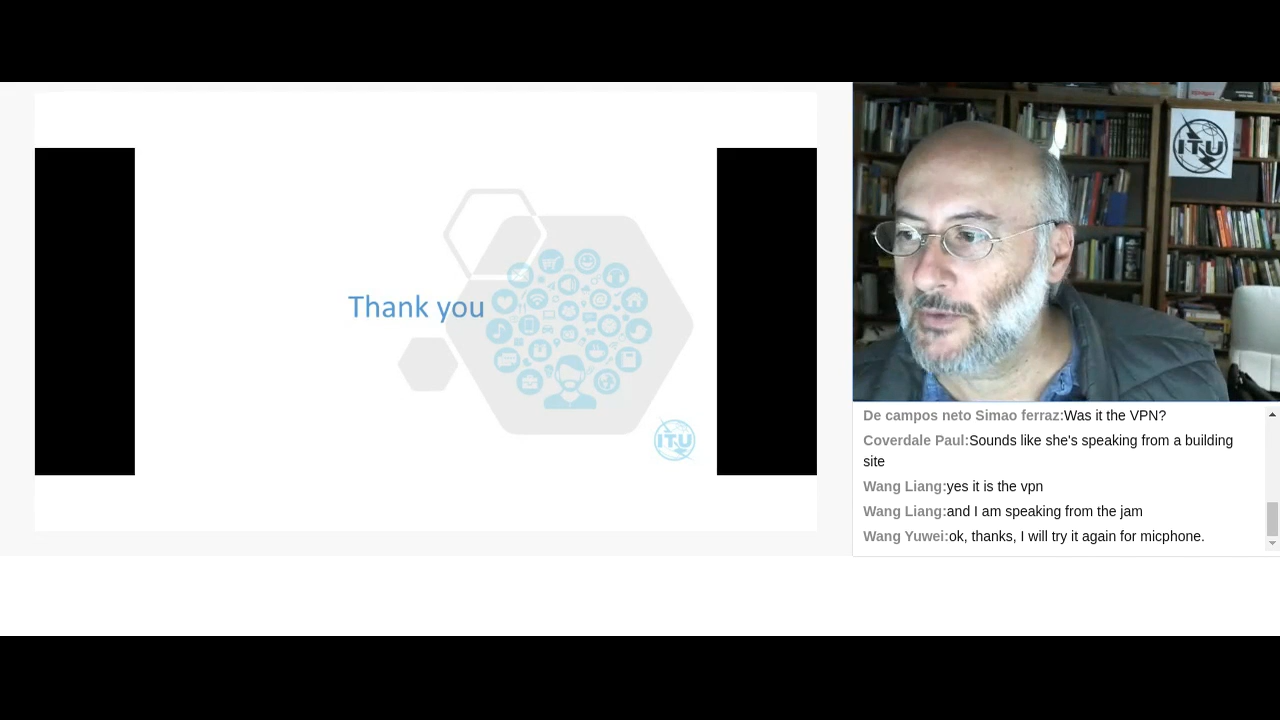 Thank you
ITU
ITU
De campos neto Simao ferraz:Was it the VPN?
Coverdale Paul:Sounds like she's speaking from a building
site
Wang Liang:yes it is the vpn
Wang Liang:and I am speaking from the jam
Wang Yuwei:ok, thanks, I will try it again for micphone.